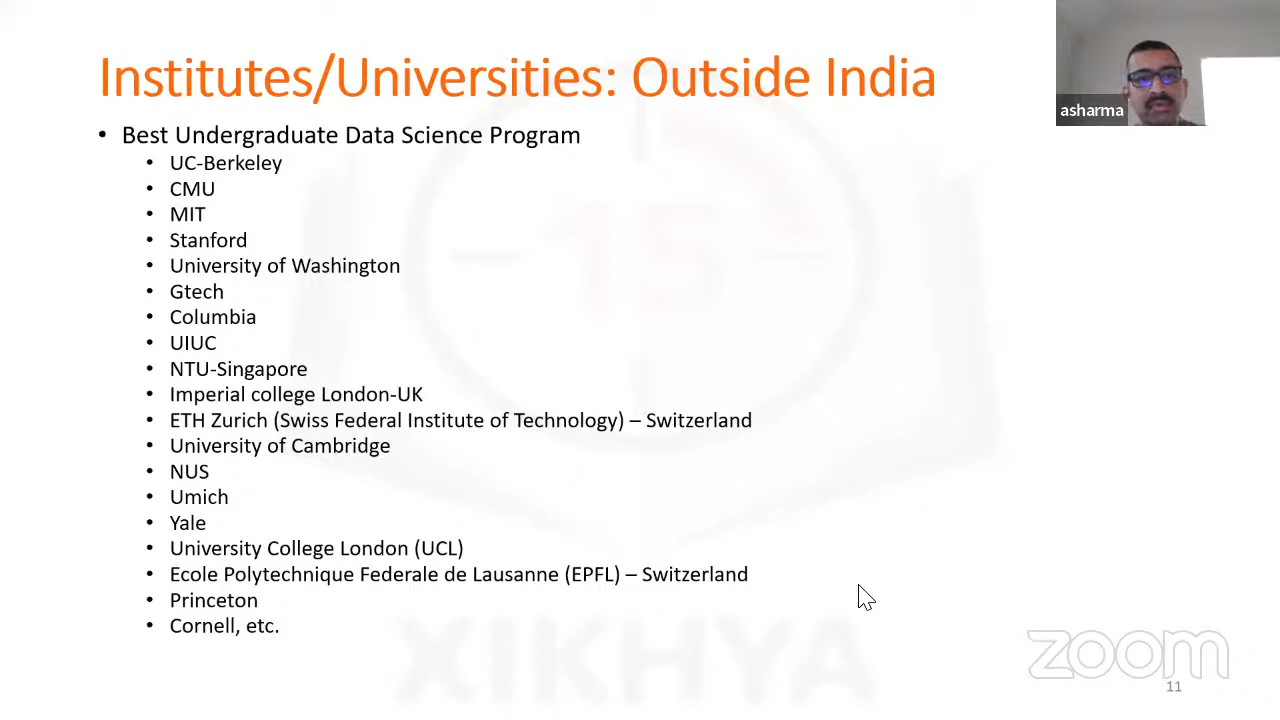 Institutes/Universities: Outside India
asharma
• Best Undergraduate Data Science Program
• UC-Berkeley
• CMU
• MIT
• Stanford
• University of Washington
• Gtech
• Columbia
• UIUC
• NTU-Singapore
• Imperial college London-UK
• ETH Zurich (Swiss Federal Institute of Technology) – Switzerland
• University of Cambridge
• NUS
• Umich
• Yale
• University College London (UCL)
• Ecole Polytechnique Federale de Lausanne (EPFL) – Switzerland
• Princeton
• Cornell, etc.
15
XIKHYA
zoom
11